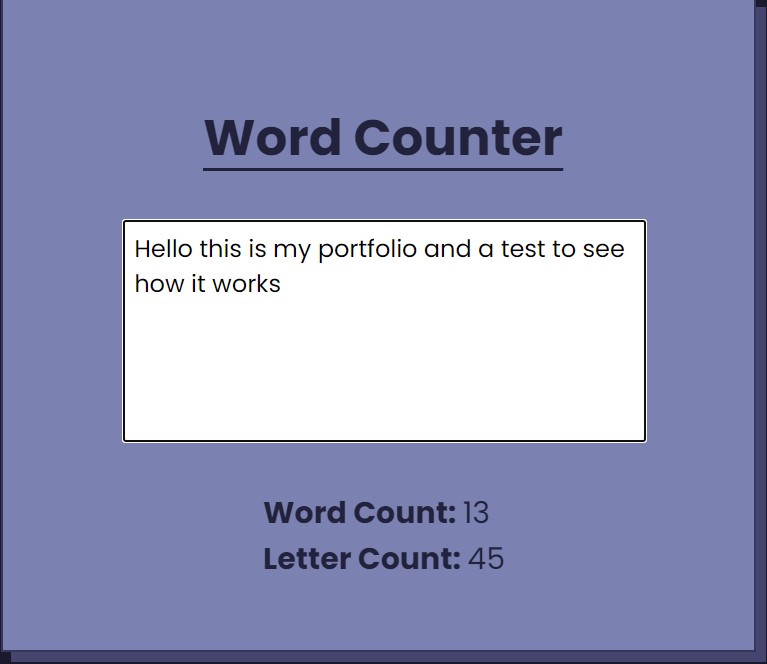 Word Counter
Hello this is my portfolio and a test to see
how it works
Word Count: 13
Letter Count: 45